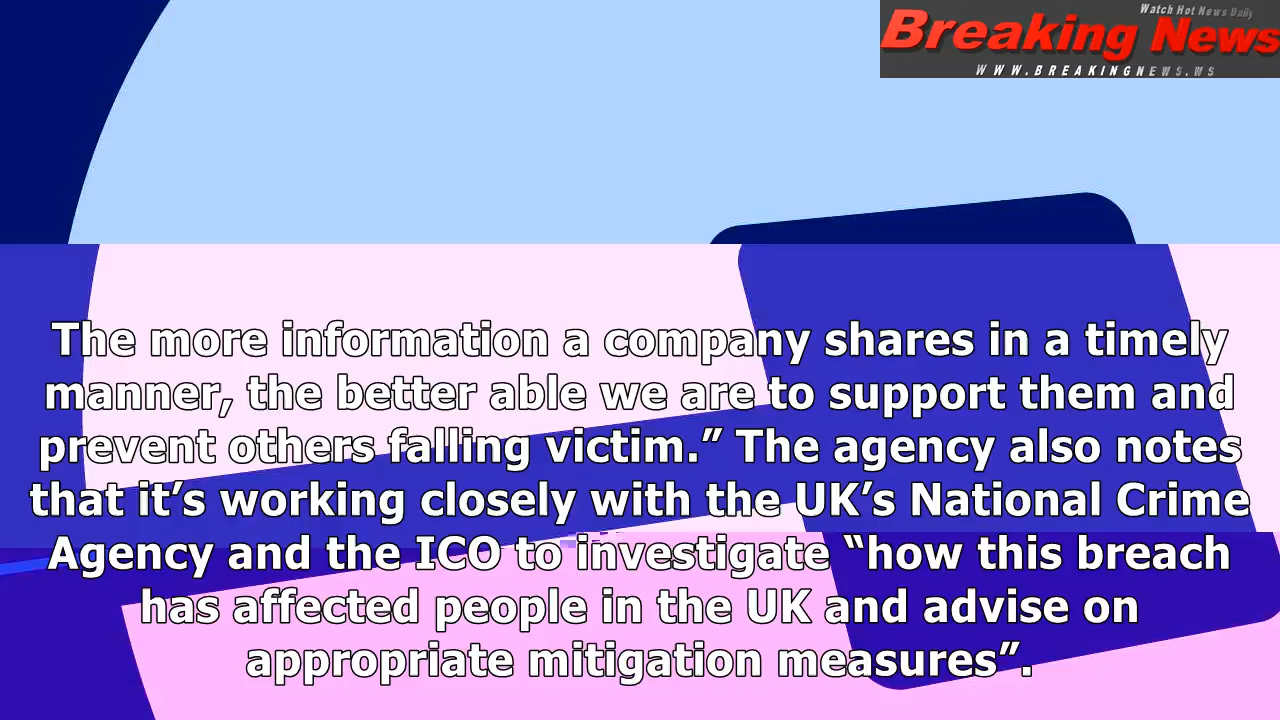 Watch Hot News Daily
Breaking News
WWW.BREAKINGNEWS.WS
The more information a company shares in a timely
manner, the better able we are to support them and
prevent others falling victim.” The agency also notes
that it’s working closely with the UK’s National Crime
Agency and the ICO to investigate “how this breach
has affected people in the UK and advise on
appropriate mitigation measures”.